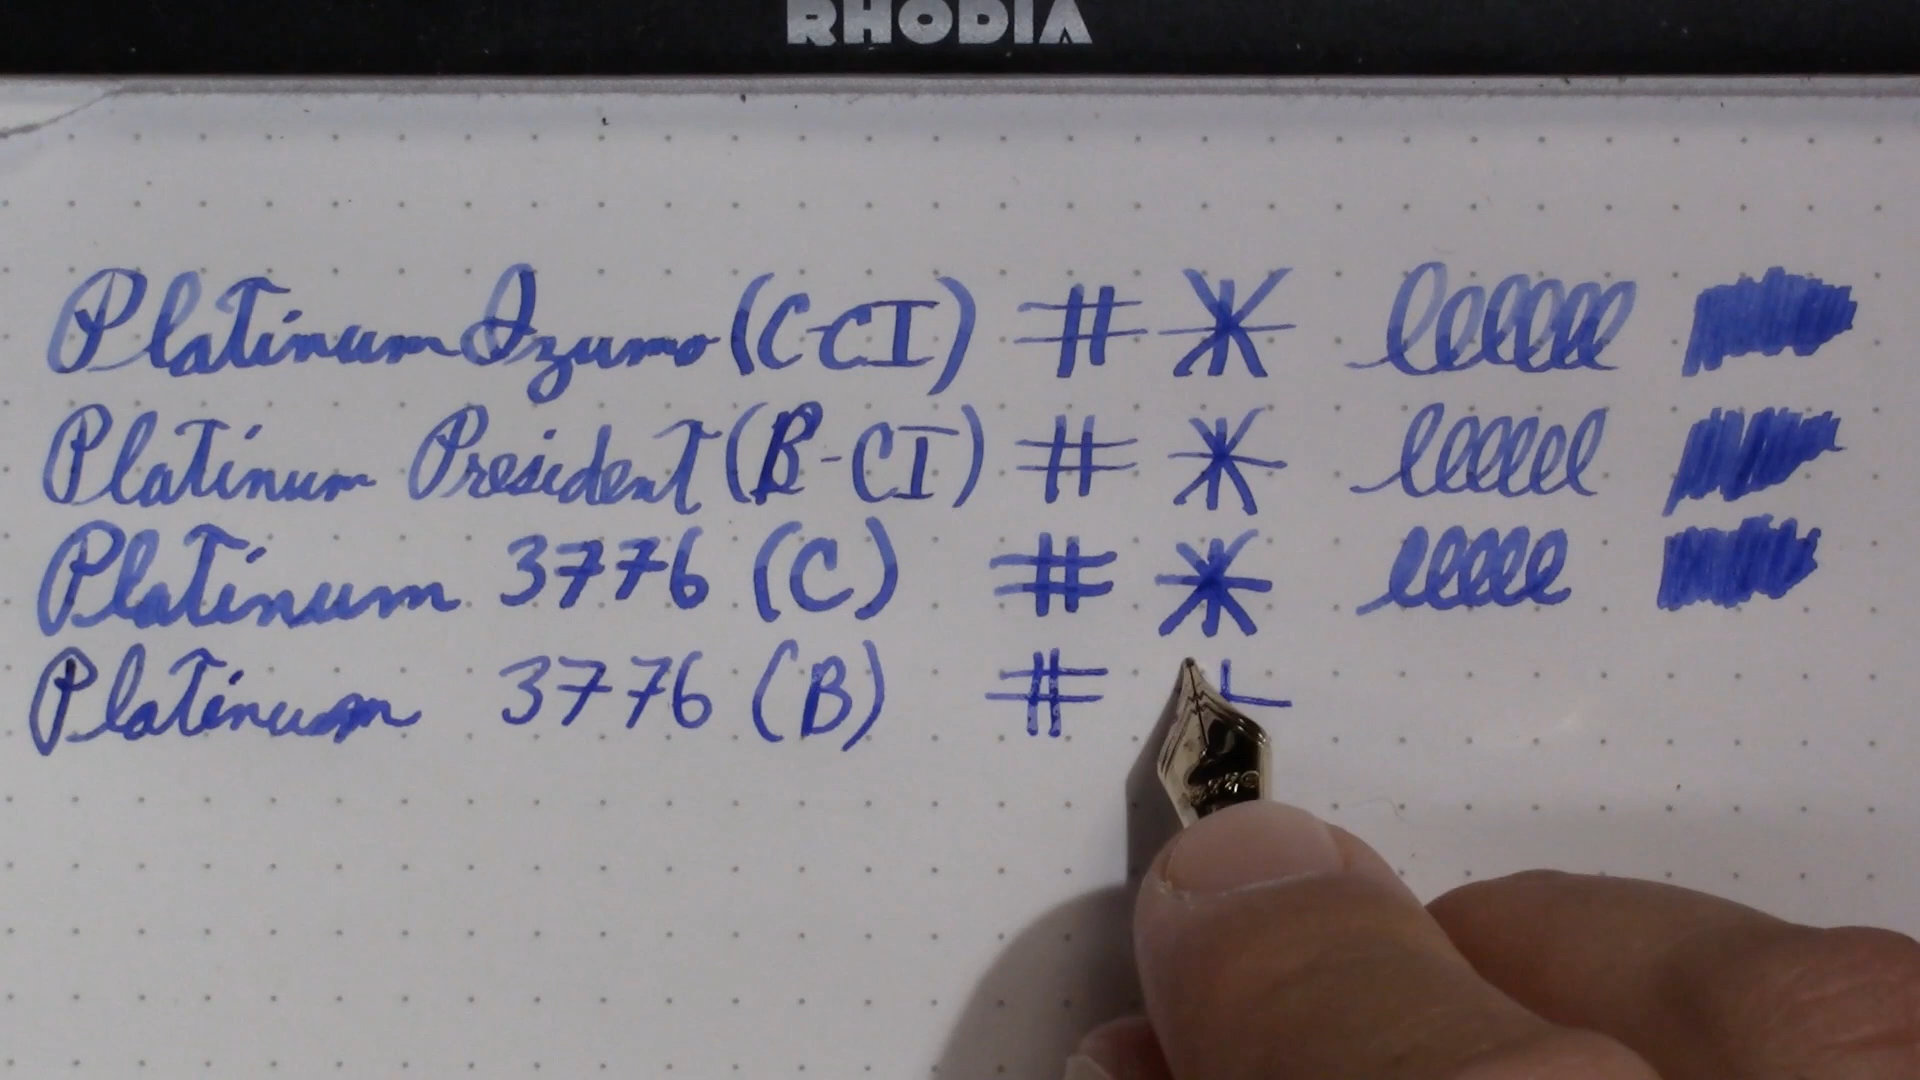 RHODIA
Platinum Izumo (C-CI) # *
Platinum President (B-CI) # *
Platinum 3776 (C) # *
Platinum 3776 (B) #